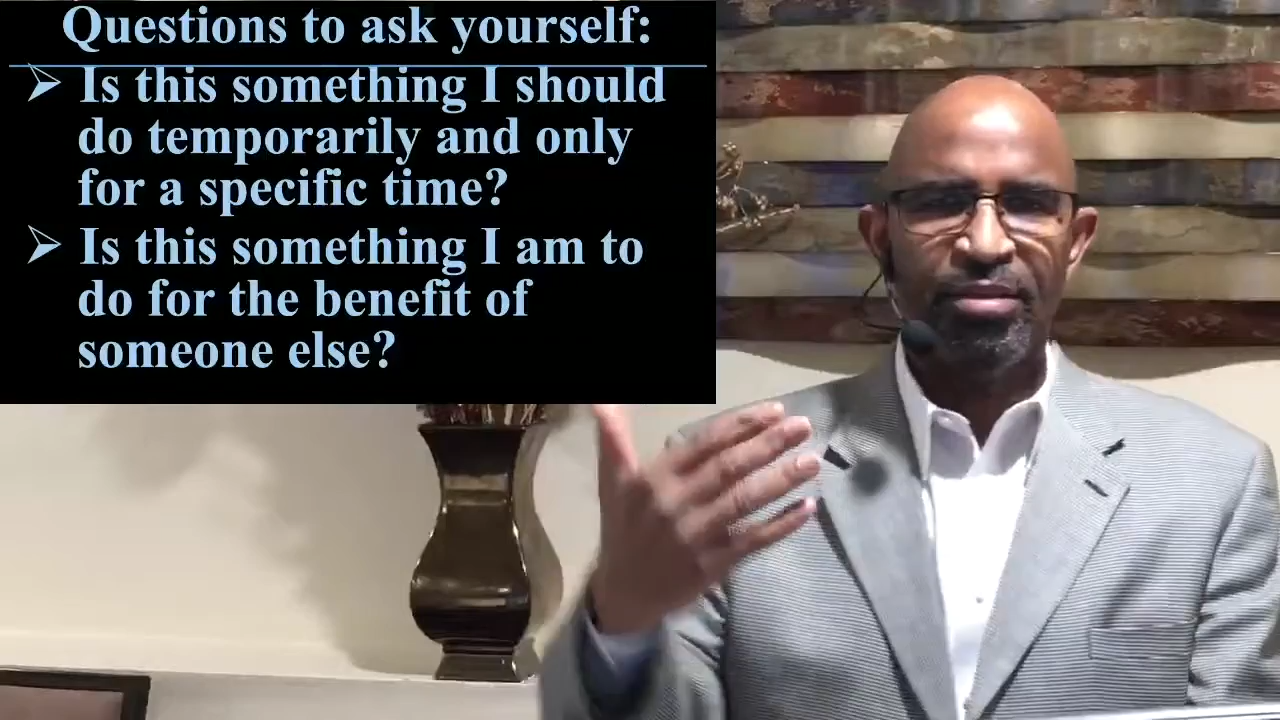 Questions to ask yourself:
➢ Is this something I should
do temporarily and only
for a specific time?
➢ Is this something I am to
do for the benefit of
someone else?